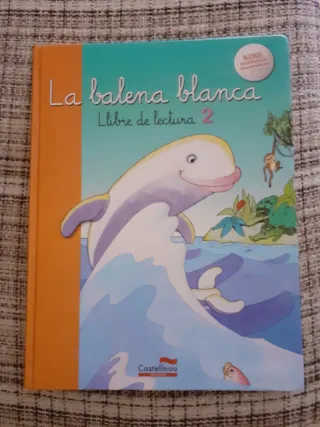 La balena blanca
Llibre de lectura 2
Castellnou